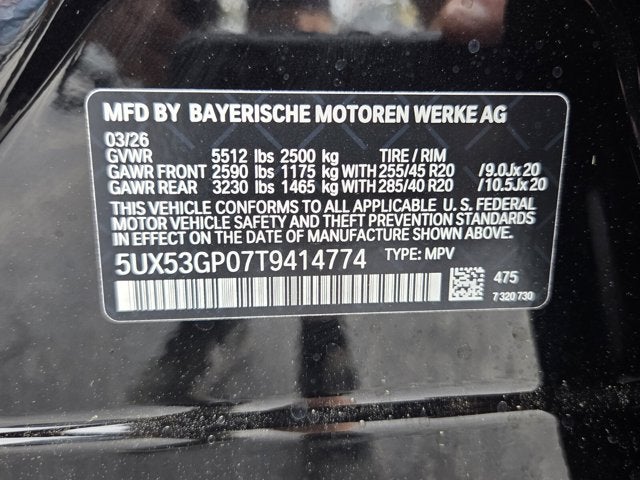 MFD BY BAYERISCHE MOTOREN WERKE AG
03/26
GVWR 5512 lbs 2500 kg TIRE / RIM
GAWR FRONT 2590 lbs 1175 kg WITH 255/45 R20 /9.0Jx20
GAWR REAR 3230 lbs 1465 kg WITH 285/40 R20 /10.5Jx20
THIS VEHICLE CONFORMS TO ALL APPLICABLE U. S. FEDERAL
MOTOR VEHICLE SAFETY AND THEFT PREVENTION STANDARDS
IN EFFECT ON THE DATE OF MANUFACTURE SHOWN ABOVE.
5UX53GP07T9414774 TYPE: MPV
475
7 320 730